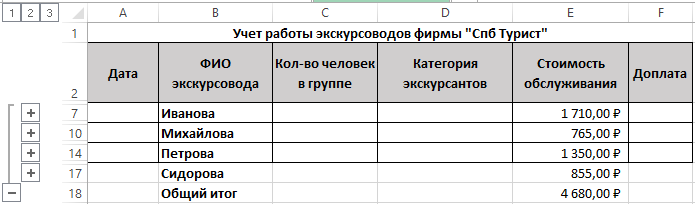 1 2 3 A B C D E F
1 Учет работы экскурсоводов фирмы "Спб Турист"
2 Дата ФИО экскурсовода Кол-во человек в группе Категория экскурсантов Стоимость обслуживания Доплата
7 Иванова 1 710,00 ₽
10 Михайлова 765,00 ₽
14 Петрова 1 350,00 ₽
17 Сидорова 855,00 ₽
18 Общий итог 4 680,00 ₽